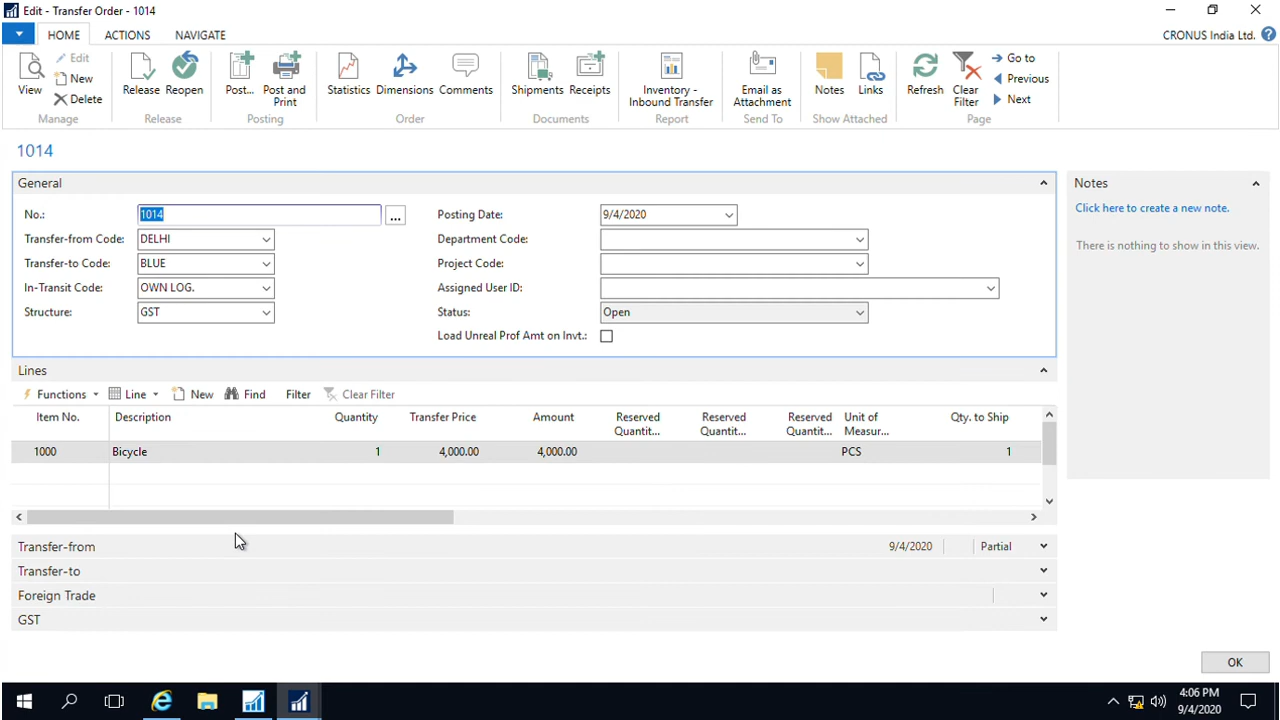 Edit - Transfer Order - 1014
HOME ACTIONS NAVIGATE CRONUS India Ltd.
View Edit New Delete Manage
Release Reopen Release
Post... Post and Print Posting
Statistics Dimensions Comments Order
Shipments Receipts Documents
Inventory - Inbound Transfer Report
Email as Attachment Send To
Notes Links Show Attached
Refresh Clear Filter Go to Previous Next Page
1014
General
No.: 1014 ... Posting Date: 9/4/2020
Transfer-from Code: DELHI Department Code:
Transfer-to Code: BLUE Project Code:
In-Transit Code: OWN LOG. Assigned User ID:
Structure: GST Status: Open
Load Unreal Prof Amt on Invt.:
Lines
Functions Line New Find Filter Clear Filter
Item No. Description Quantity Transfer Price Amount Reserved Quantit... Reserved Quantit... Reserved Quantit... Unit of Measur... Qty. to Ship
1000 Bicycle 1 4,000.00 4,000.00 PCS 1
Transfer-from 9/4/2020 Partial
Transfer-to
Foreign Trade
GST
Notes
Click here to create a new note.
There is nothing to show in this view.
OK
4:06 PM
9/4/2020